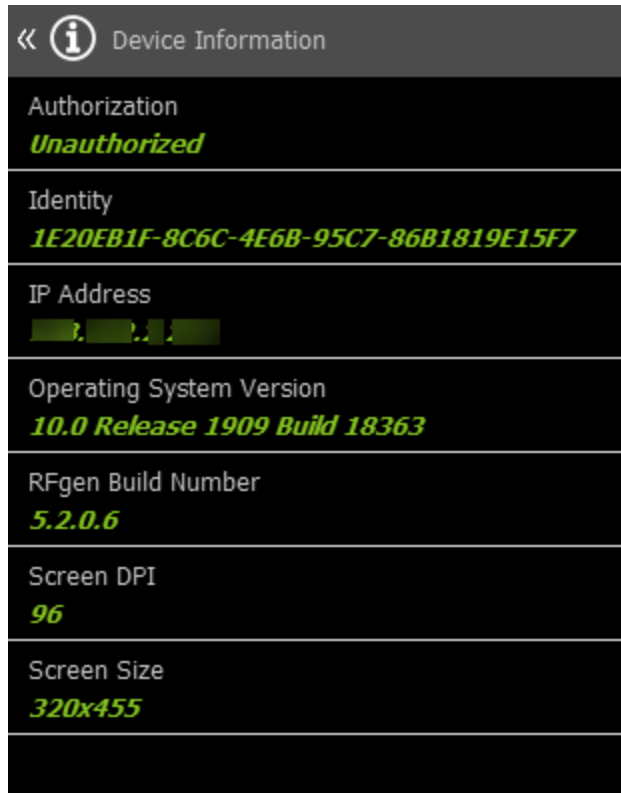 « Device Information
Authorization
Unauthorized
Identity
1E20EB1F-8C6C-4E6B-95C7-86B1819E15F7
IP Address
Operating System Version
10.0 Release 1909 Build 18363
RFgen Build Number
5.2.0.6
Screen DPI
96
Screen Size
320x455